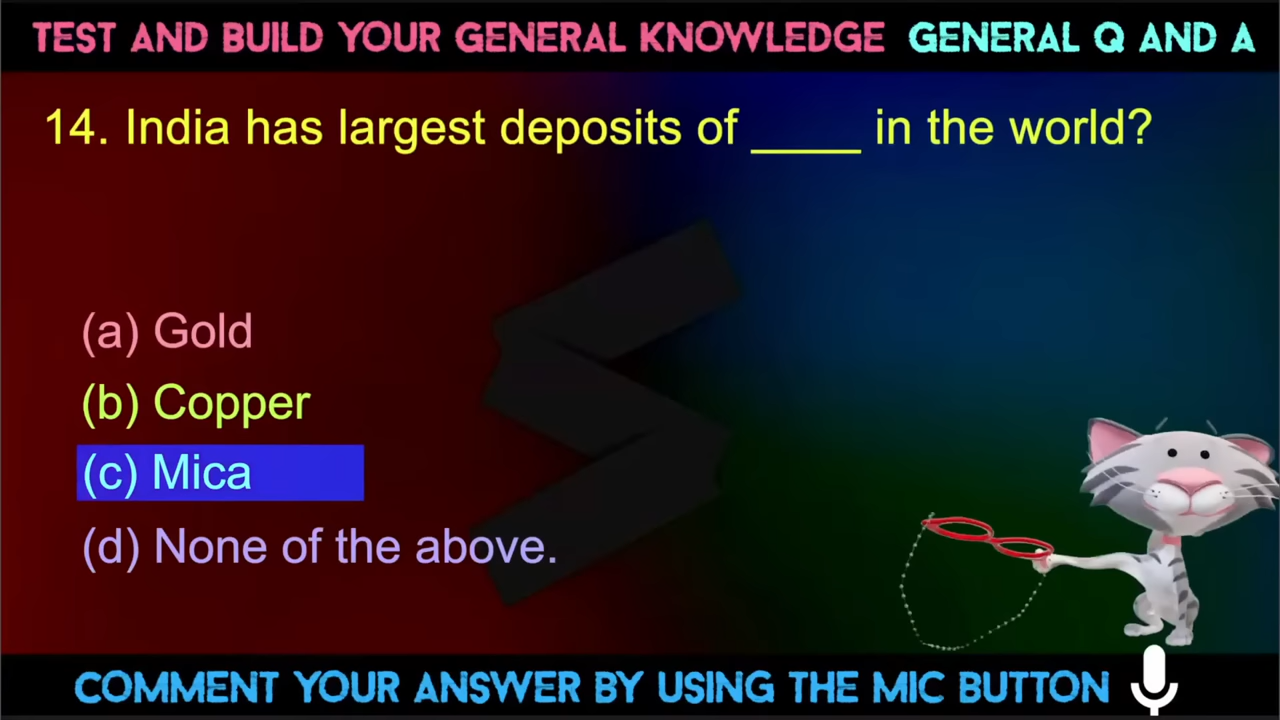 TEST AND BUILD YOUR GENERAL KNOWLEDGE GENERAL Q AND A
14. India has largest deposits of ____ in the world?
(a) Gold
(b) Copper
(c) Mica
(d) None of the above.
COMMENT YOUR ANSWER BY USING THE MIC BUTTON